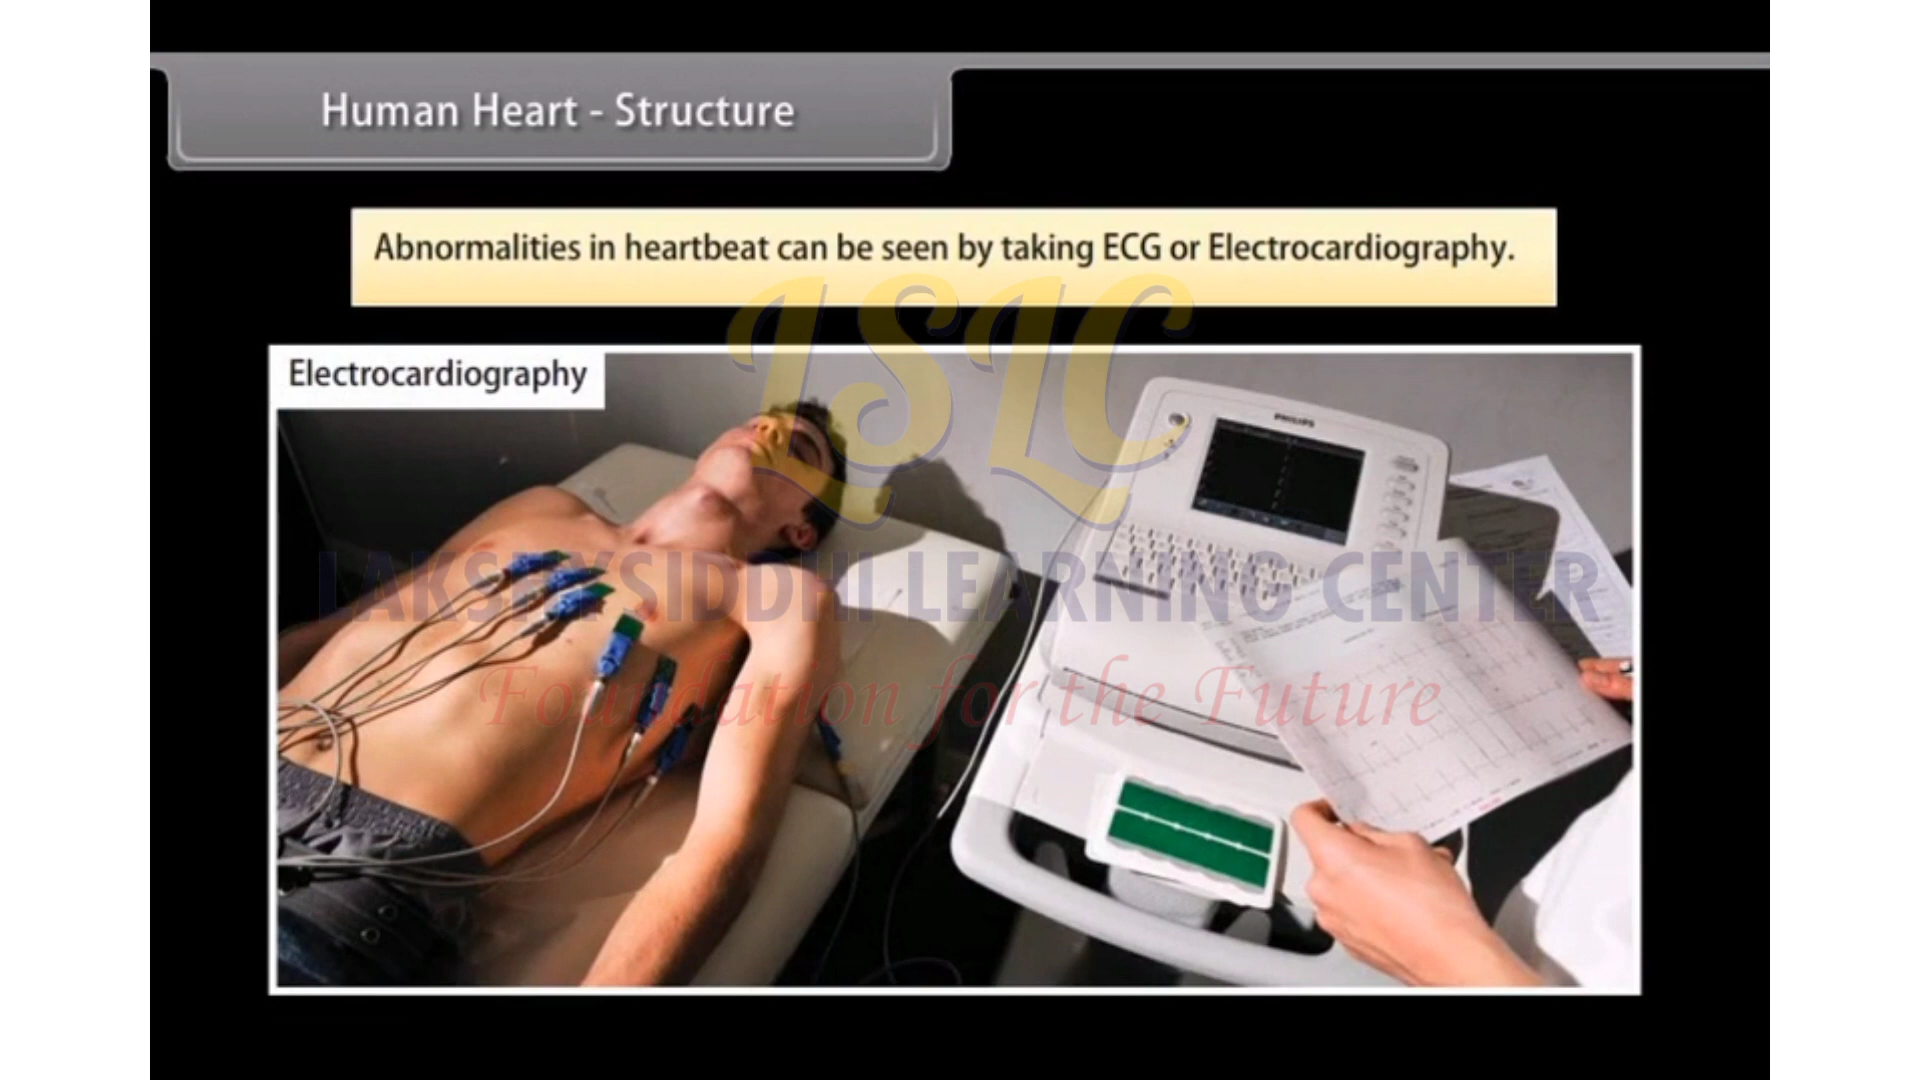 Human Heart - Structure
Abnormalities in heartbeat can be seen by taking ECG or Electrocardiography.
LSLC
Electrocardiography
PHILIPS
LAKSHYSIDDHI LEARNING CENTER
Foundation for the Future